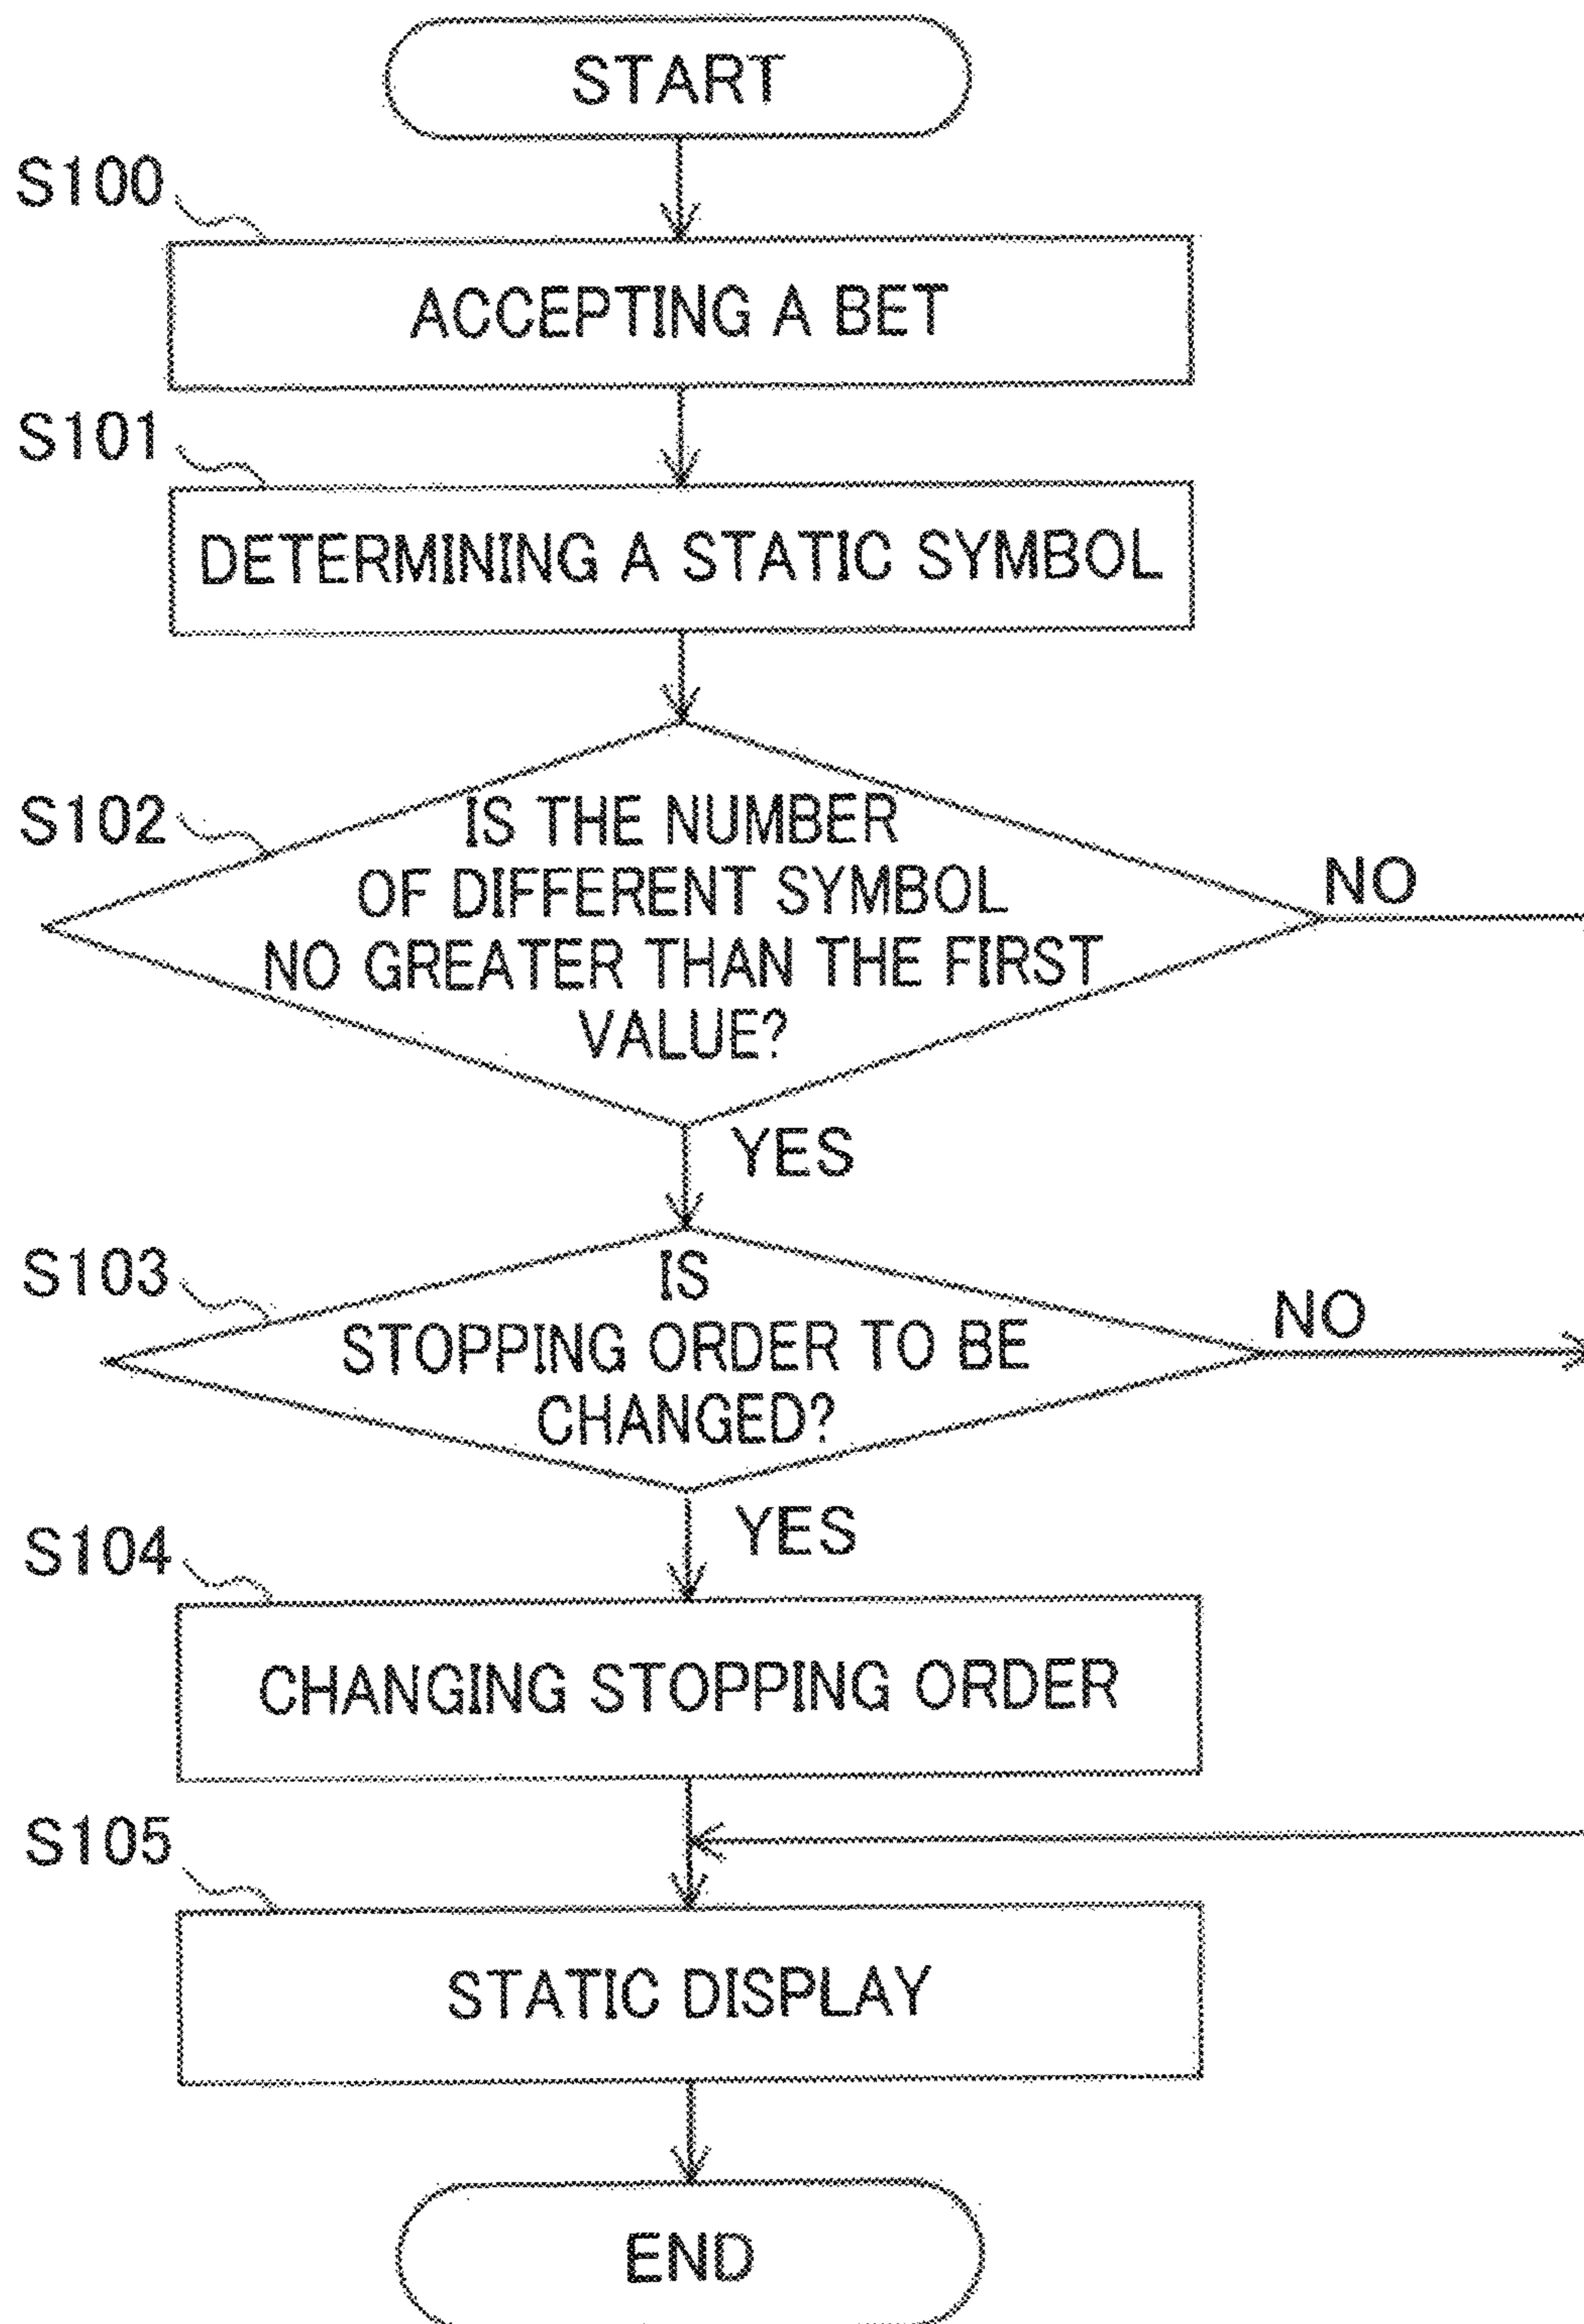 START
S100
ACCEPTING A BET
S101
DETERMINING A STATIC SYMBOL
S102
IS THE NUMBER
OF DIFFERENT SYMBOL
NO GREATER THAN THE FIRST
VALUE?
NO
YES
S103
IS
STOPPING ORDER TO BE
CHANGED?
NO
YES
S104
CHANGING STOPPING ORDER
S105
STATIC DISPLAY
END